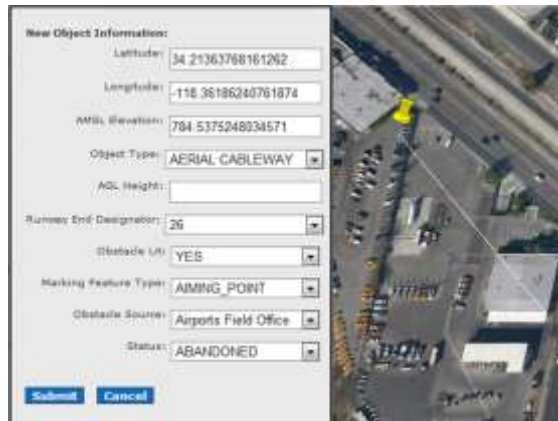 New Object Information:
Latitude: 34.21363768161262
Longitude: -118.36186240761874
AMSL Elevation: 784.5375248034571
Object Type: AERIAL CABLEWAY
AGL Height:
Runway End Designator: 26
Obstacle Lit: YES
Marking Feature Type: AIMING_POINT
Obstacle Source: Airports Field Office
Status: ABANDONED
Submit Cancel